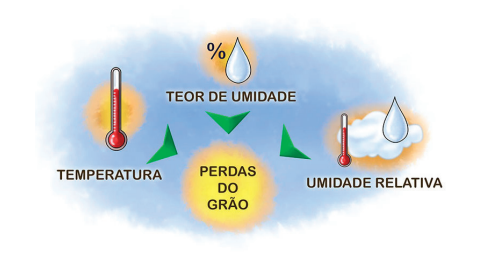 %
TEOR DE UMIDADE
TEMPERATURA
PERDAS
DO
GRÃO
UMIDADE RELATIVA